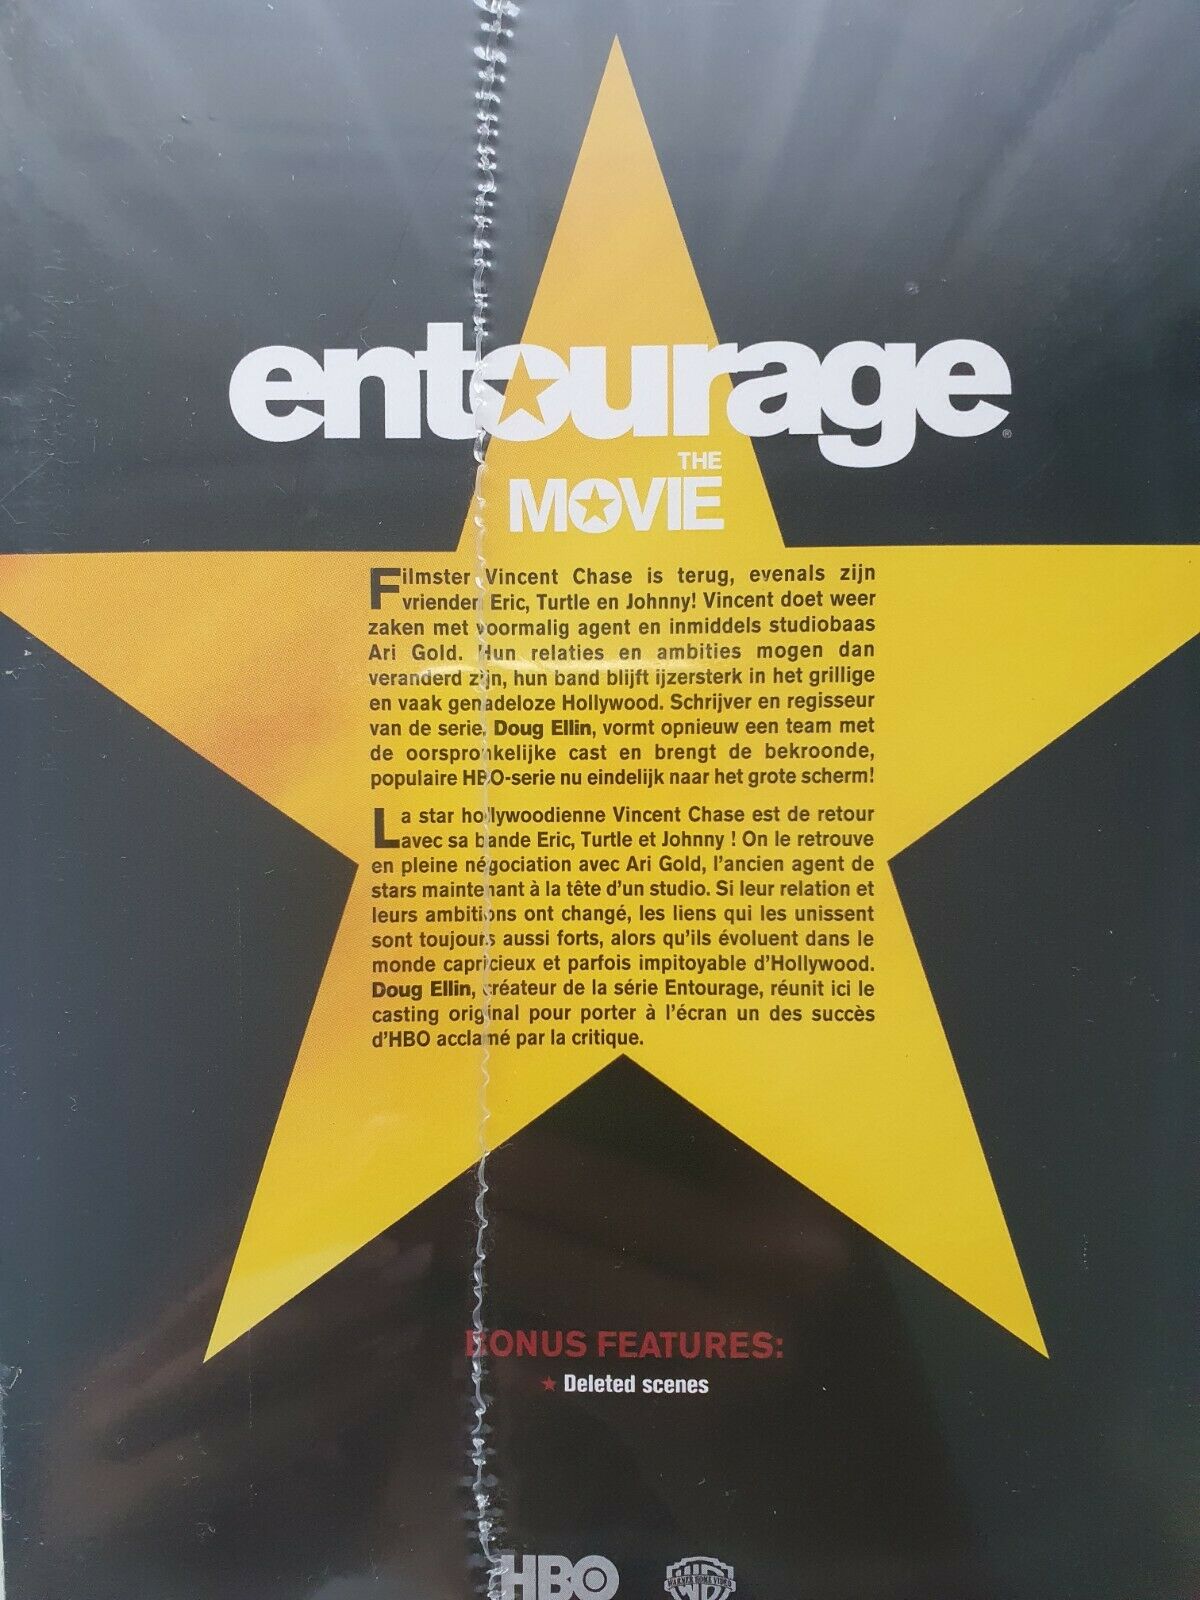 entourage®
THE
MOVIE
Filmster Vincent Chase is terug, evenals zijn
vrienden Eric, Turtle en Johnny! Vincent doet weer
zaken met voormalig agent en inmiddels studiobaas
Ari Gold. Hun relaties en ambities mogen dan
veranderd zijn, hun band blijft ijzersterk in het grillige
en vaak genadeloze Hollywood. Schrijver en regisseur
van de serie, Doug Ellin, vormt opnieuw een team met
de oorspronkelijke cast en brengt de bekroonde,
populaire HBO-serie nu eindelijk naar het grote scherm!
La star hollywoodienne Vincent Chase est de retour
avec sa bande Eric, Turtle et Johnny ! On le retrouve
en pleine négociation avec Ari Gold, l'ancien agent de
stars maintenant à la tête d'un studio. Si leur relation et
leurs ambitions ont changé, les liens qui les unissent
sont toujours aussi forts, alors qu'ils évoluent dans le
monde capricieux et parfois impitoyable d'Hollywood.
Doug Ellin, créateur de la série Entourage, réunit ici le
casting original pour porter à l'écran un des succès
d'HBO acclamé par la critique.
BONUS FEATURES:
★ Deleted scenes
HBO
WB
WARNER HOME VIDEO